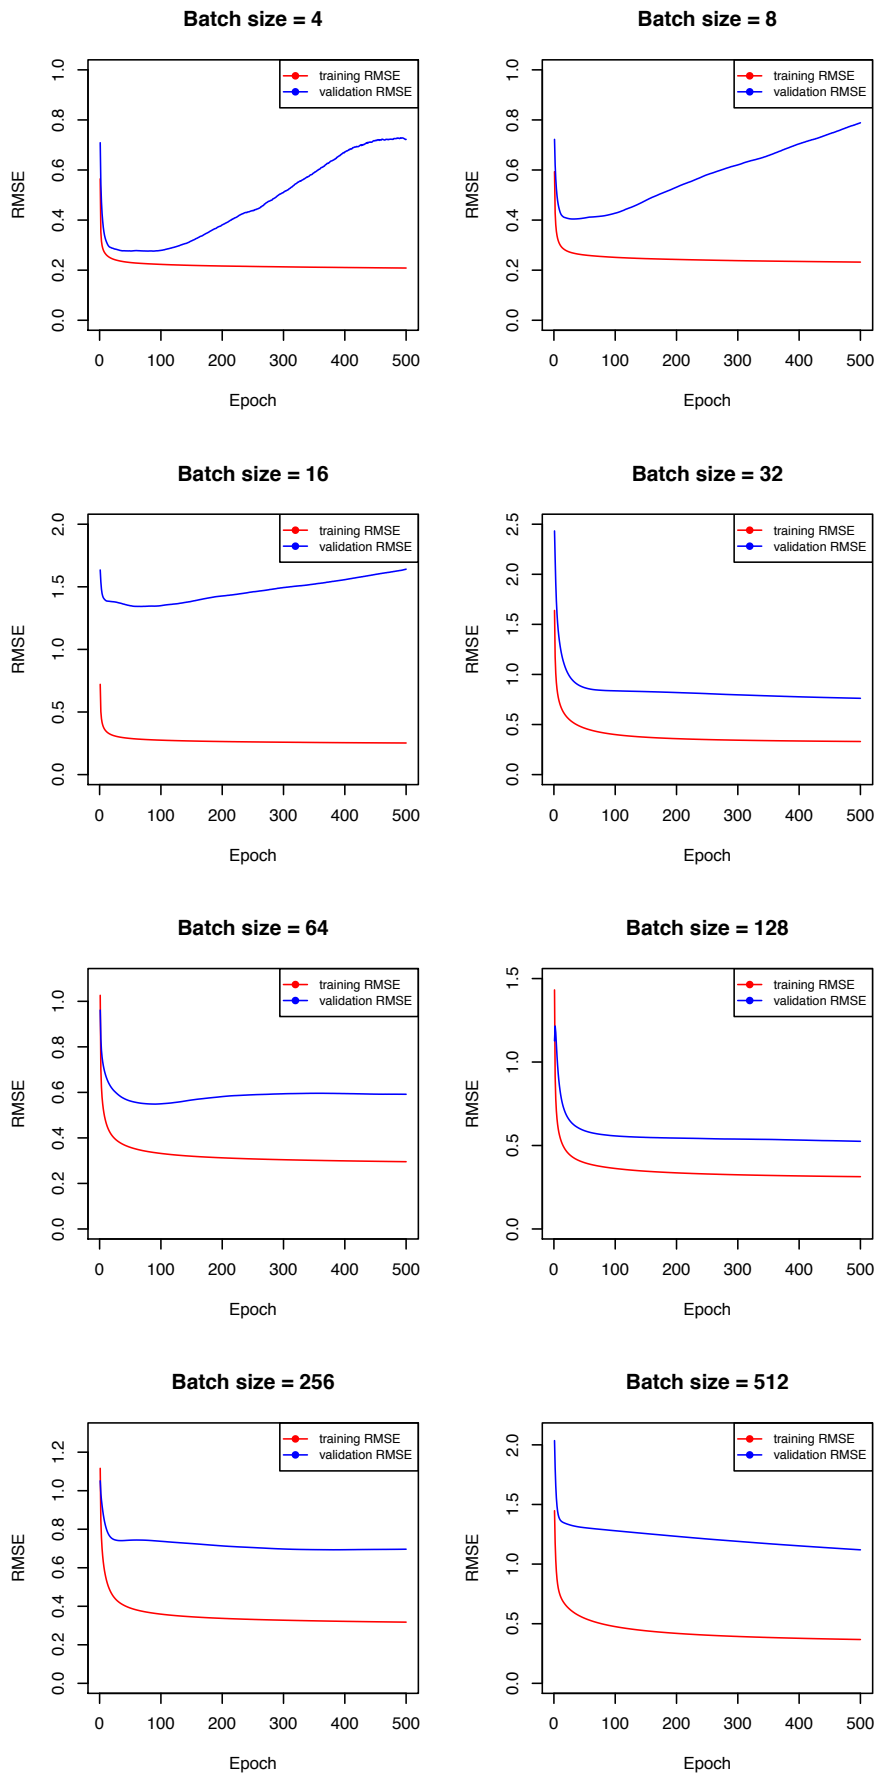 Batch size = 4
training RMSE
validation RMSE
RMSE
0.0 0.2 0.4 0.6 0.8 1.0
0 100 200 300 400 500
Epoch
Batch size = 8
training RMSE
validation RMSE
RMSE
0.0 0.2 0.4 0.6 0.8 1.0
0 100 200 300 400 500
Epoch
Batch size = 16
training RMSE
validation RMSE
RMSE
0.0 0.5 1.0 1.5 2.0
0 100 200 300 400 500
Epoch
Batch size = 32
training RMSE
validation RMSE
RMSE
0.0 0.5 1.0 1.5 2.0 2.5
0 100 200 300 400 500
Epoch
Batch size = 64
training RMSE
validation RMSE
RMSE
0.0 0.2 0.4 0.6 0.8 1.0
0 100 200 300 400 500
Epoch
Batch size = 128
training RMSE
validation RMSE
RMSE
0.0 0.5 1.0 1.5
0 100 200 300 400 500
Epoch
Batch size = 256
training RMSE
validation RMSE
RMSE
0.0 0.2 0.4 0.6 0.8 1.0 1.2
0 100 200 300 400 500
Epoch
Batch size = 512
training RMSE
validation RMSE
RMSE
0.0 0.5 1.0 1.5 2.0
0 100 200 300 400 500
Epoch